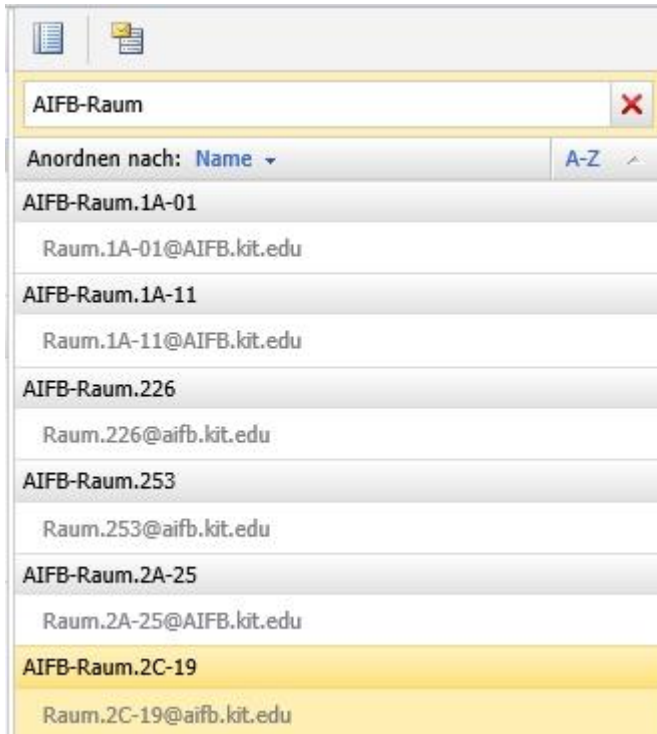 AIFB-Raum
Anordnen nach: Name A-Z
AIFB-Raum.1A-01
Raum.1A-01@AIFB.kit.edu
AIFB-Raum.1A-11
Raum.1A-11@AIFB.kit.edu
AIFB-Raum.226
Raum.226@aifb.kit.edu
AIFB-Raum.253
Raum.253@aifb.kit.edu
AIFB-Raum.2A-25
Raum.2A-25@AIFB.kit.edu
AIFB-Raum.2C-19
Raum.2C-19@aifb.kit.edu